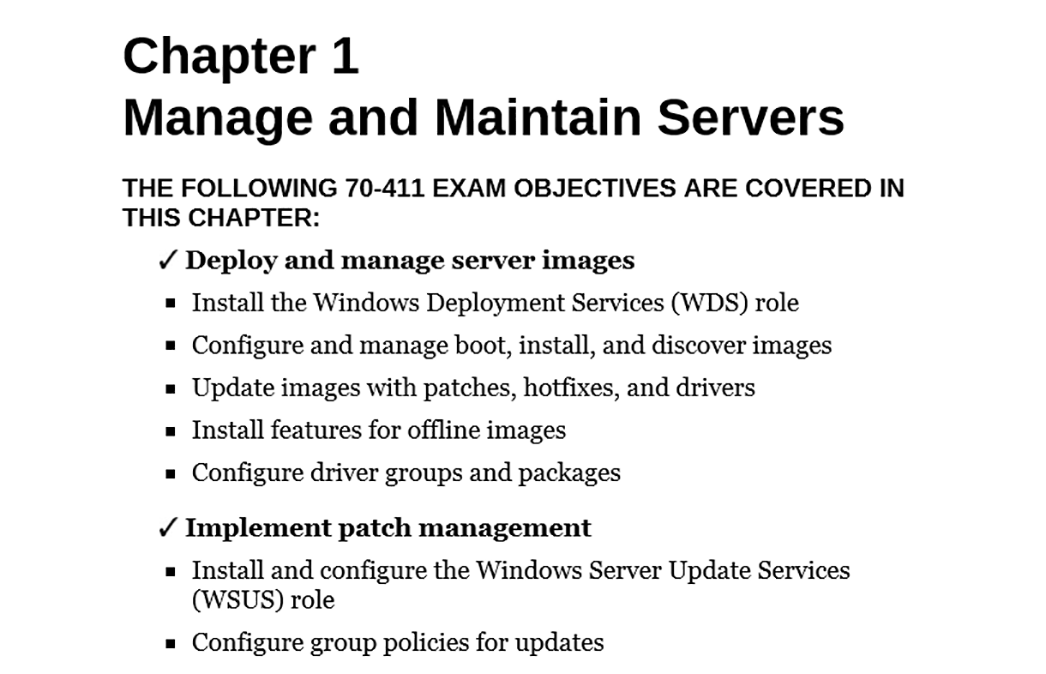 Chapter 1
Manage and Maintain Servers
THE FOLLOWING 70-411 EXAM OBJECTIVES ARE COVERED IN
THIS CHAPTER:
✓ Deploy and manage server images
▪ Install the Windows Deployment Services (WDS) role
▪ Configure and manage boot, install, and discover images
▪ Update images with patches, hotfixes, and drivers
▪ Install features for offline images
▪ Configure driver groups and packages
✓ Implement patch management
▪ Install and configure the Windows Server Update Services
(WSUS) role
▪ Configure group policies for updates